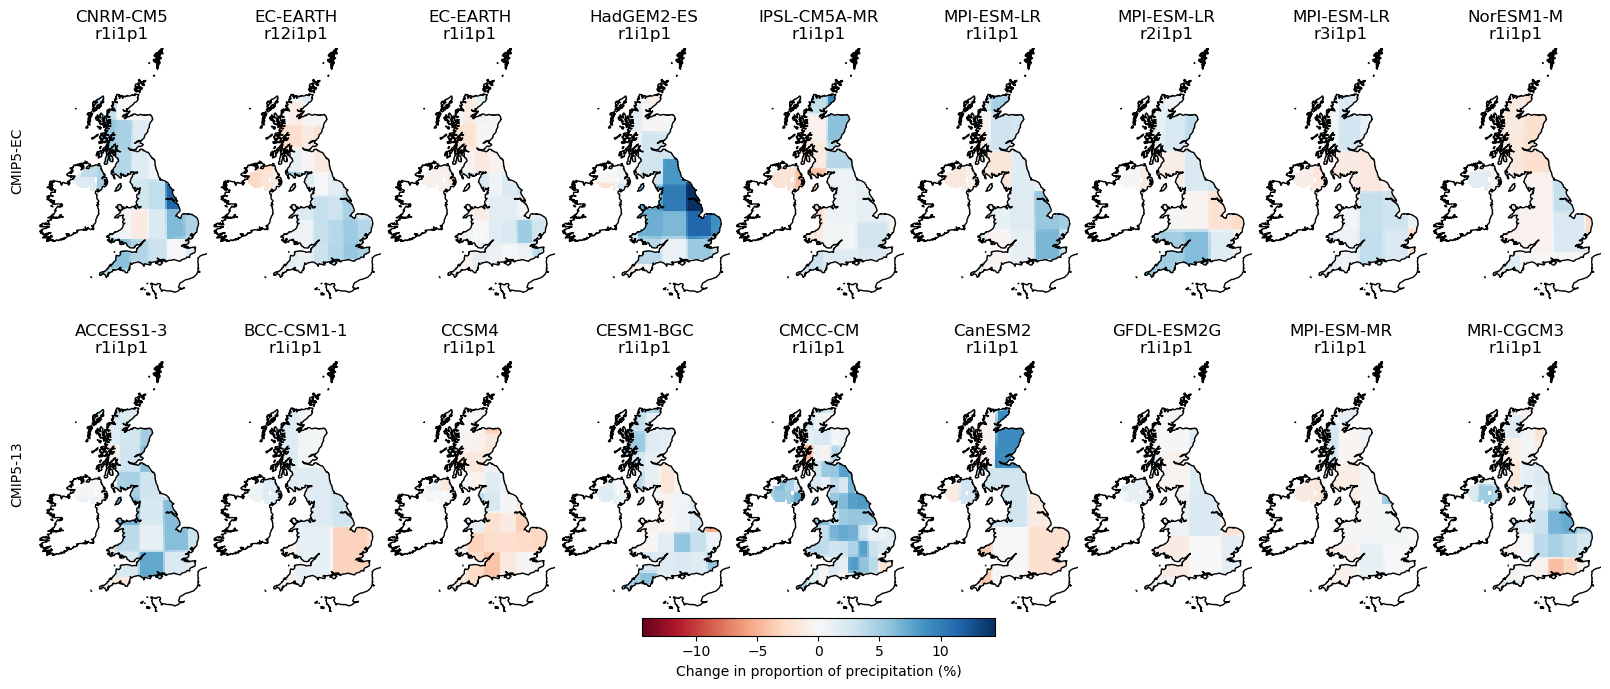 CNRM-CM5 EC-EARTH EC-EARTH HadGEM2-ES IPSL-CM5A-MR MPI-ESM-LR MPI-ESM-LR MPI-ESM-LR NorESM1-M
r1i1p1 r12i1p1 r1i1p1 r1i1p1 r1i1p1 r1i1p1 r2i1p1 r3i1p1 r1i1p1
CMIP5-EC
ACCESS1-3 BCC-CSM1-1 CCSM4 CESM1-BGC CMCC-CM CanESM2 GFDL-ESM2G MPI-ESM-MR MRI-CGCM3
r1i1p1 r1i1p1 r1i1p1 r1i1p1 r1i1p1 r1i1p1 r1i1p1 r1i1p1 r1i1p1
CMIP5-13
−10 −5 0 5 10
Change in proportion of precipitation (%)